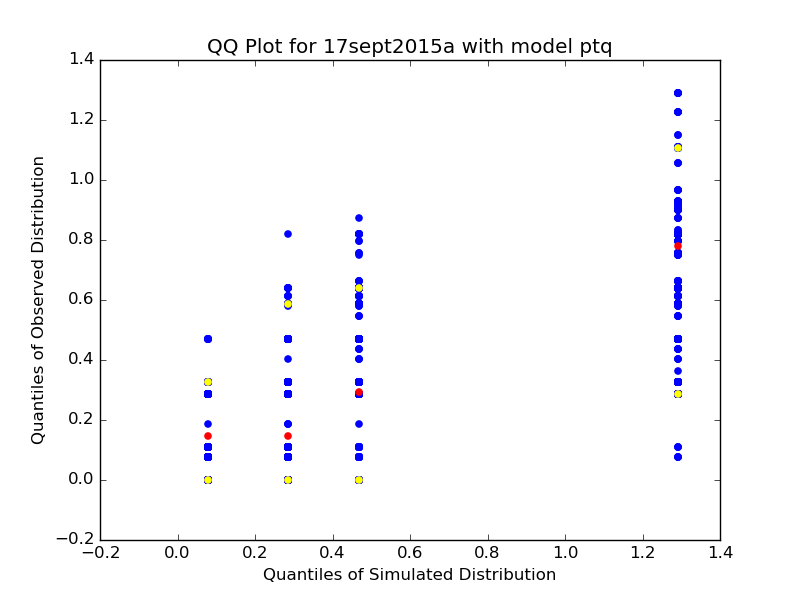 QQ Plot for 17sept2015a with model ptq
1.4
1.2
1.0
0.8
0.6
0.4
0.2
0.0
−0.2
−0.2 0.0 0.2 0.4 0.6 0.8 1.0 1.2 1.4
Quantiles of Observed Distribution
Quantiles of Simulated Distribution